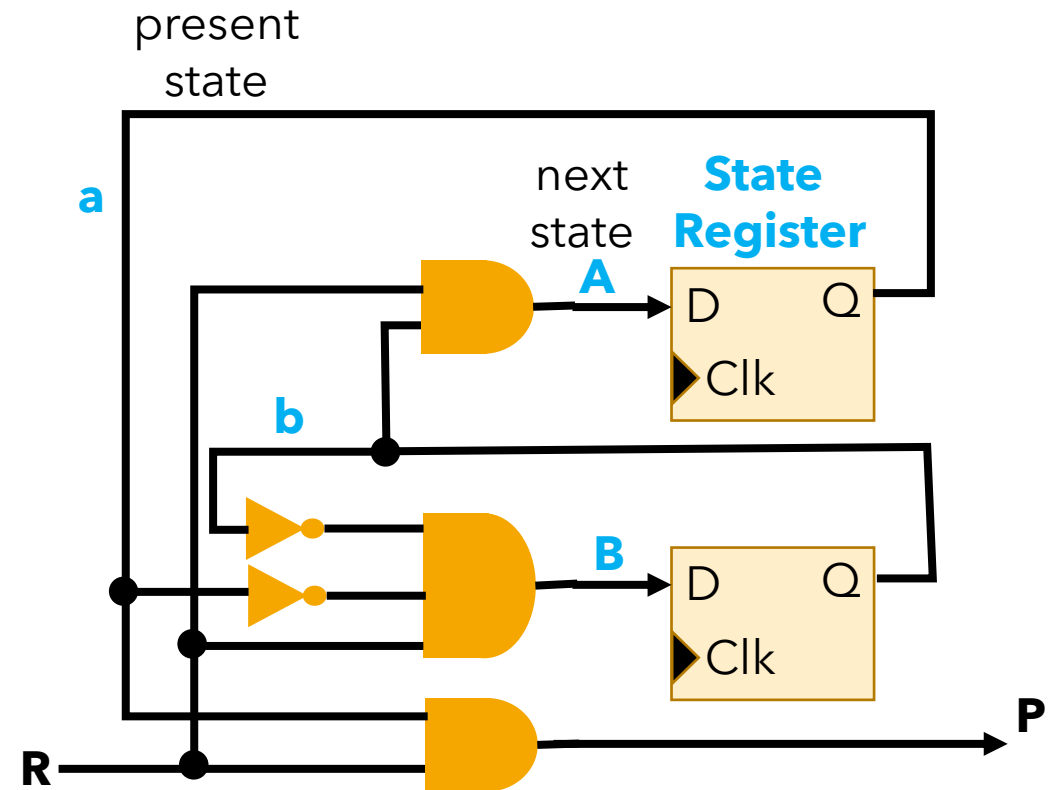 present
state
a
next
state
A
State
Register
D
Q
Clk
b
B
D
Q
Clk
P
R